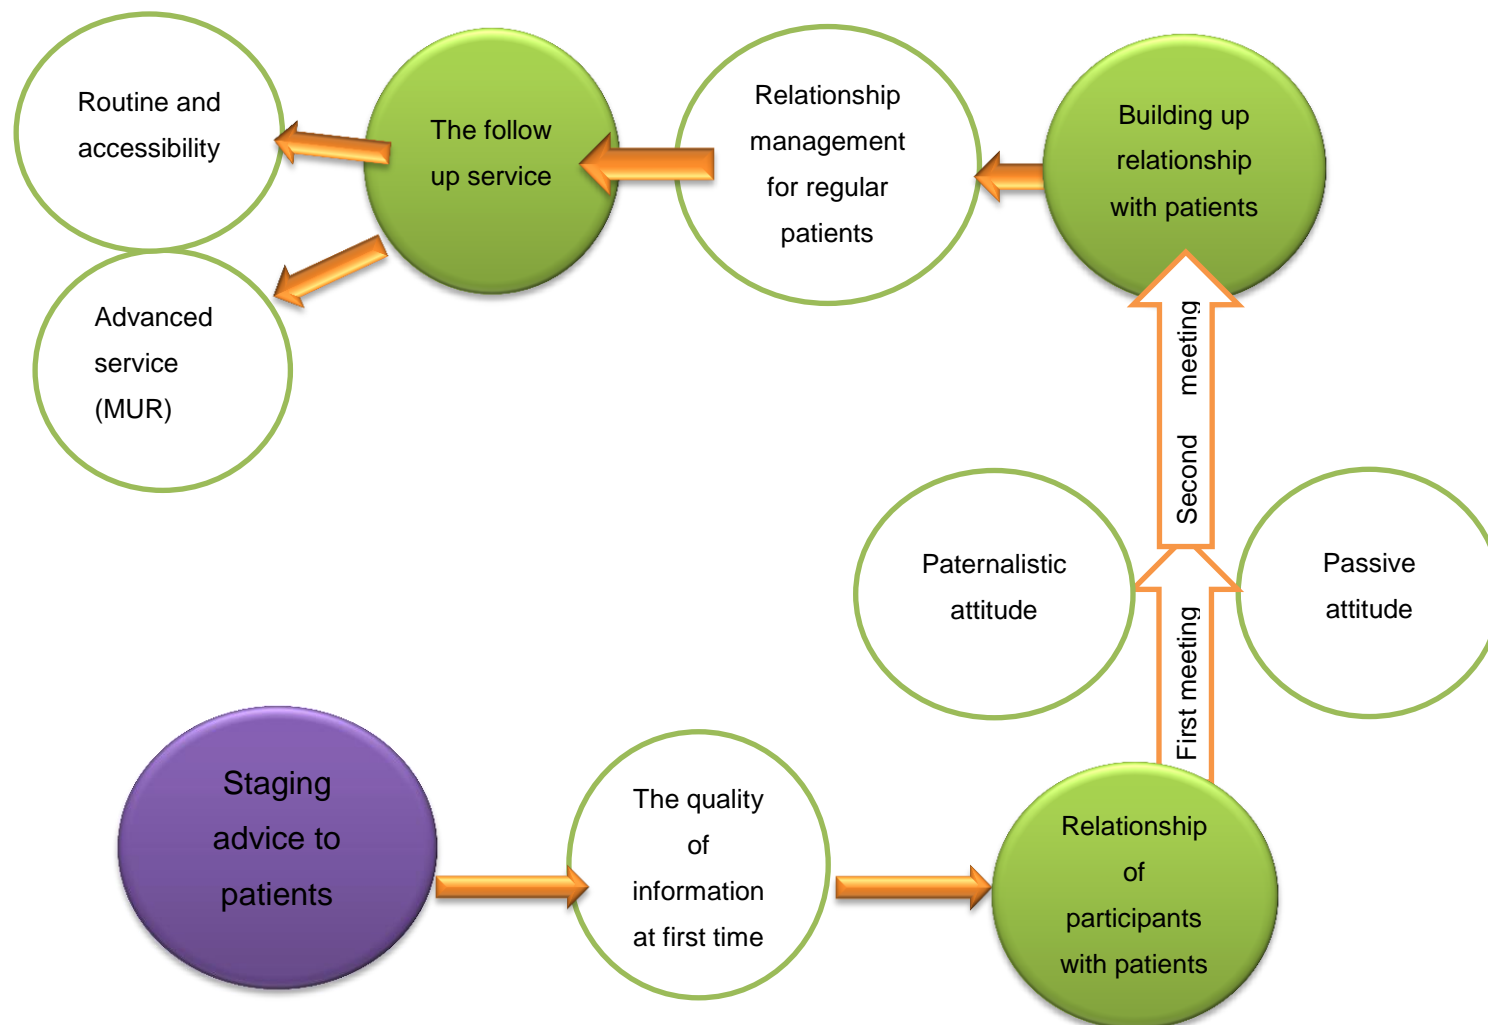 Routine and
accessibility
The follow
up service
Relationship
management
for regular
patients
Building up
relationship
with patients
Advanced
service
(MUR)
Second meeting
Paternalistic
attitude
Passive
attitude
First meeting
Staging
advice to
patients
The quality
of
information
at first time
Relationship
of
participants
with patients